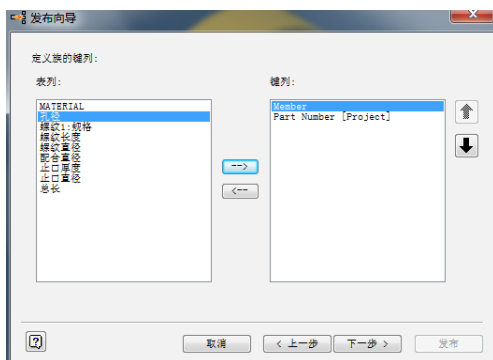 发布向导
定义族的键列:
表列:
键列:
MATERIAL
孔径
螺纹1:规格
螺纹长度
螺纹直径
配合直径
止口厚度
止口直径
总长
Member
Part Number [Project]
-->
<--
取消
< 上一步
下一步 >
发布